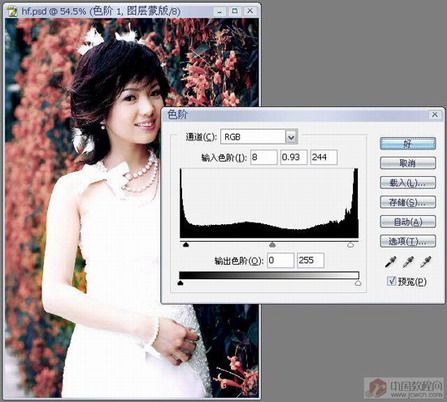 hf.psd @ 54.5% (色阶 1, 图层蒙版/8)
色阶
通道(C): RGB
好
输入色阶(I): 8 0.93 244
取消
载入(L)...
存储(S)...
自动(A)
选项(T)...
输出色阶(O): 0 255
预览(P)
中国教程网
www.jcwcn.com